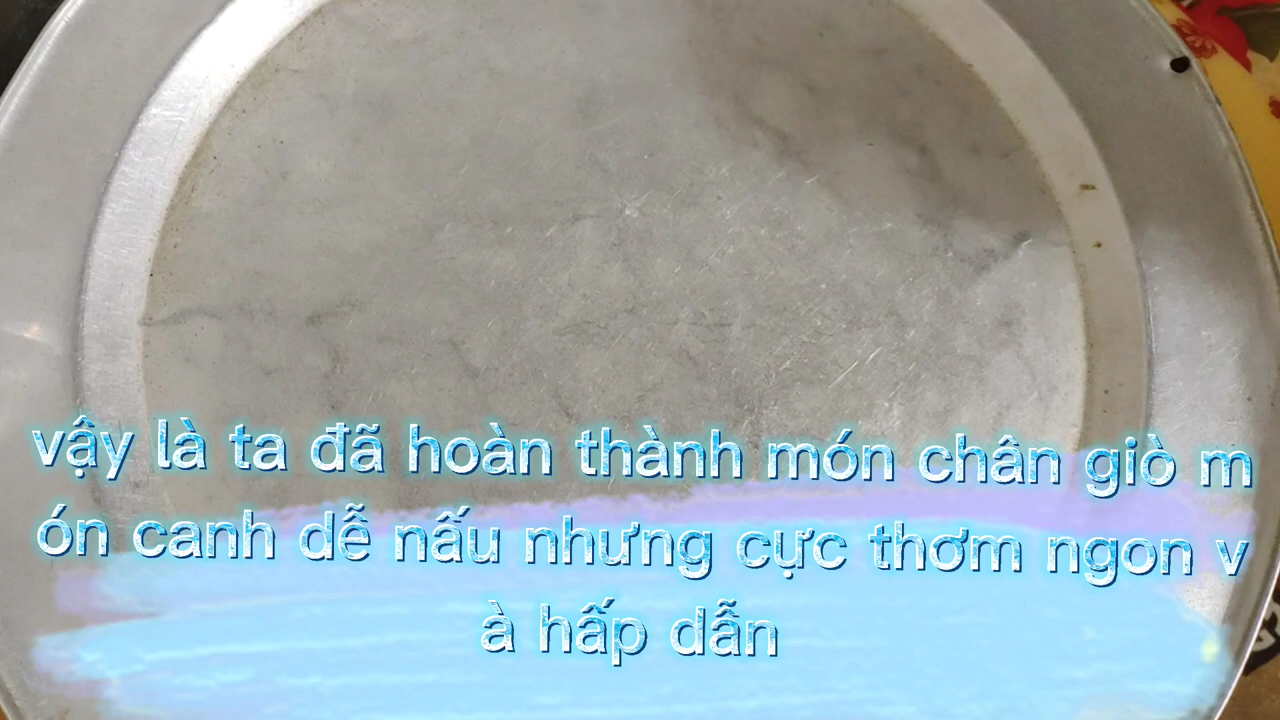 vậy là ta đã hoàn thành món chân giò m
ón canh dễ nấu nhưng cực thơm ngon v
à hấp dẫn